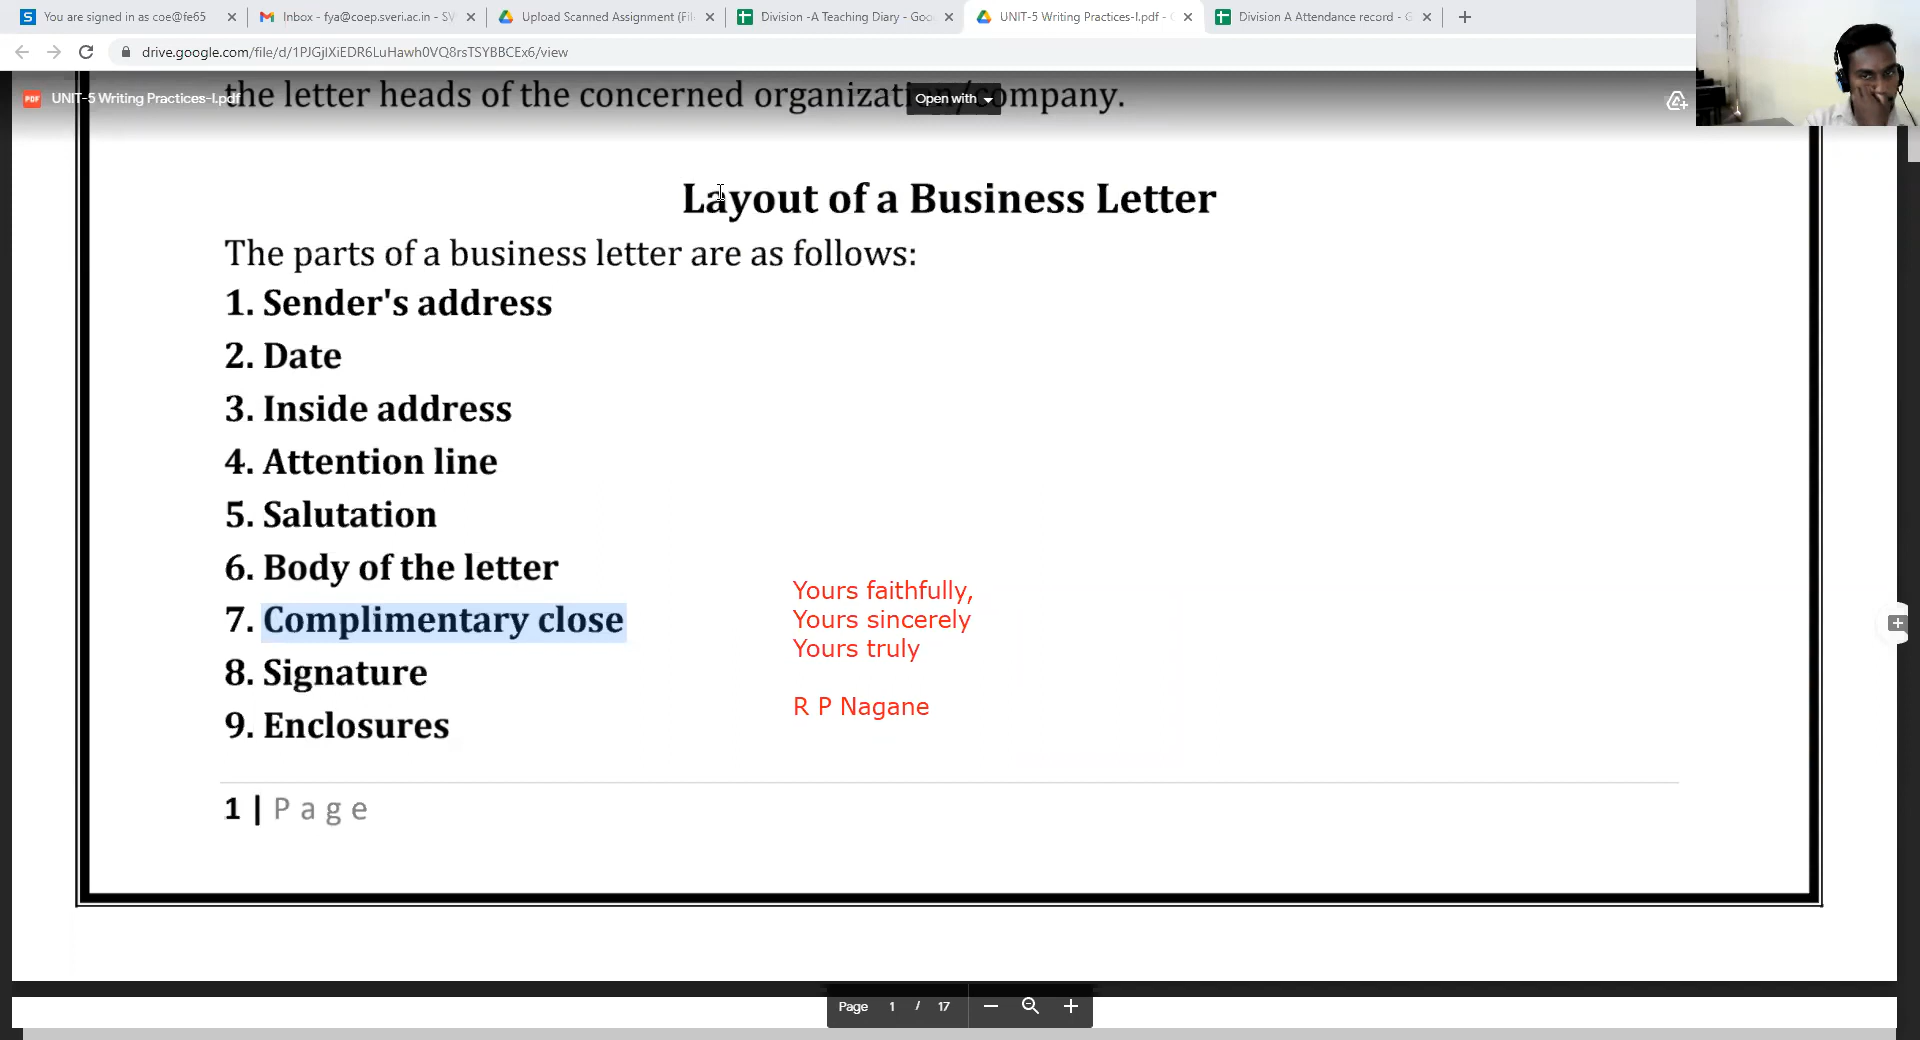 You are signed in as coe@fe65
Inbox - fya@coep.sveri.ac.in - SV
Upload Scanned Assignment (Fil
Division -A Teaching Diary - Goo
UNIT-5 Writing Practices-I.pdf - G
Division A Attendance record - G
drive.google.com/file/d/1PJGjIXiEDR6LuHawh0VQ8rsTSYBBCEx6/view
the letter heads of the concerned organization/company.
PDF UNIT-5 Writing Practices-I.pdf
Open with
Layout of a Business Letter
The parts of a business letter are as follows:
1. Sender's address
2. Date
3. Inside address
4. Attention line
5. Salutation
6. Body of the letter
7. Complimentary close
8. Signature
9. Enclosures
Yours faithfully,
Yours sincerely
Yours truly
R P Nagane
1 | Page
Page 1 / 17